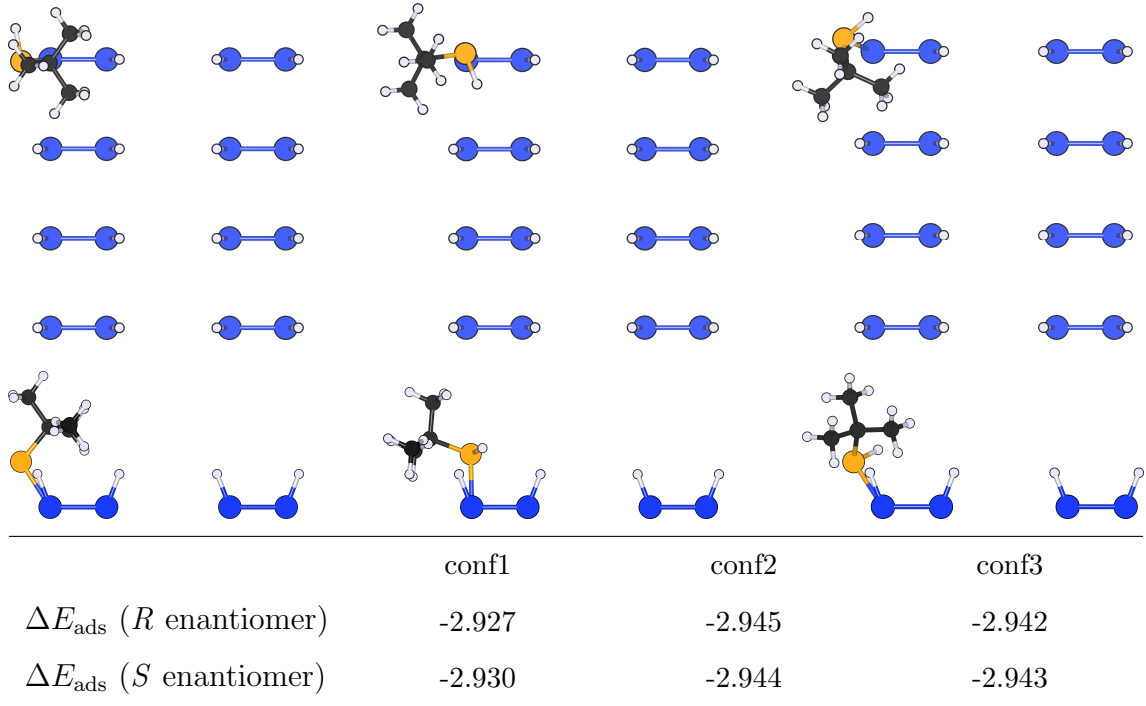 conf1 conf2 conf3
ΔE_ads (R enantiomer) -2.927 -2.945 -2.942
ΔE_ads (S enantiomer) -2.930 -2.944 -2.943